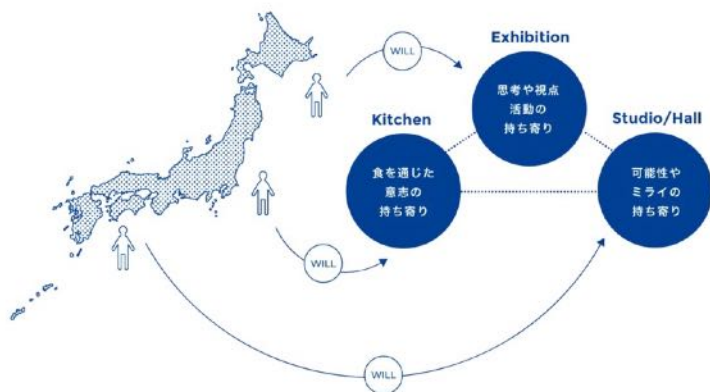 Exhibition
WILL
思考や視点
活動の
持ち寄り
Kitchen
Studio/Hall
食を通じた
意志の
持ち寄り
可能性や
ミライの
持ち寄り
WILL
WILL